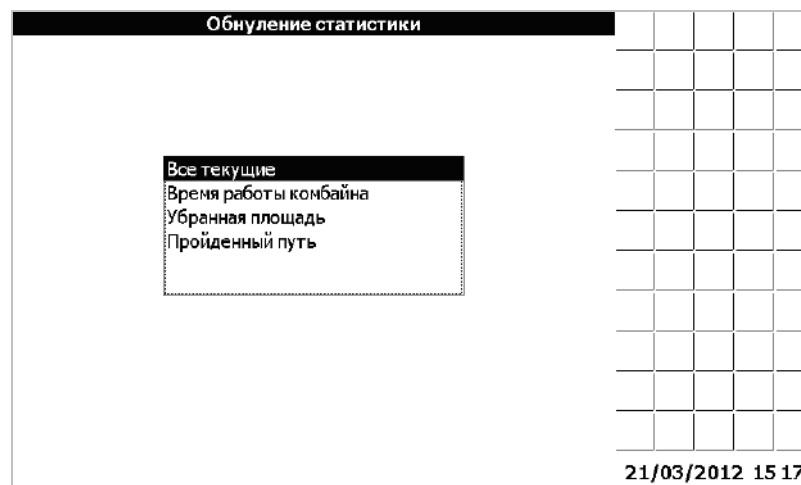 Обнуление статистики
Все текущие
Время работы комбайна
Убранная площадь
Пройденный путь
21/03/2012 15 17